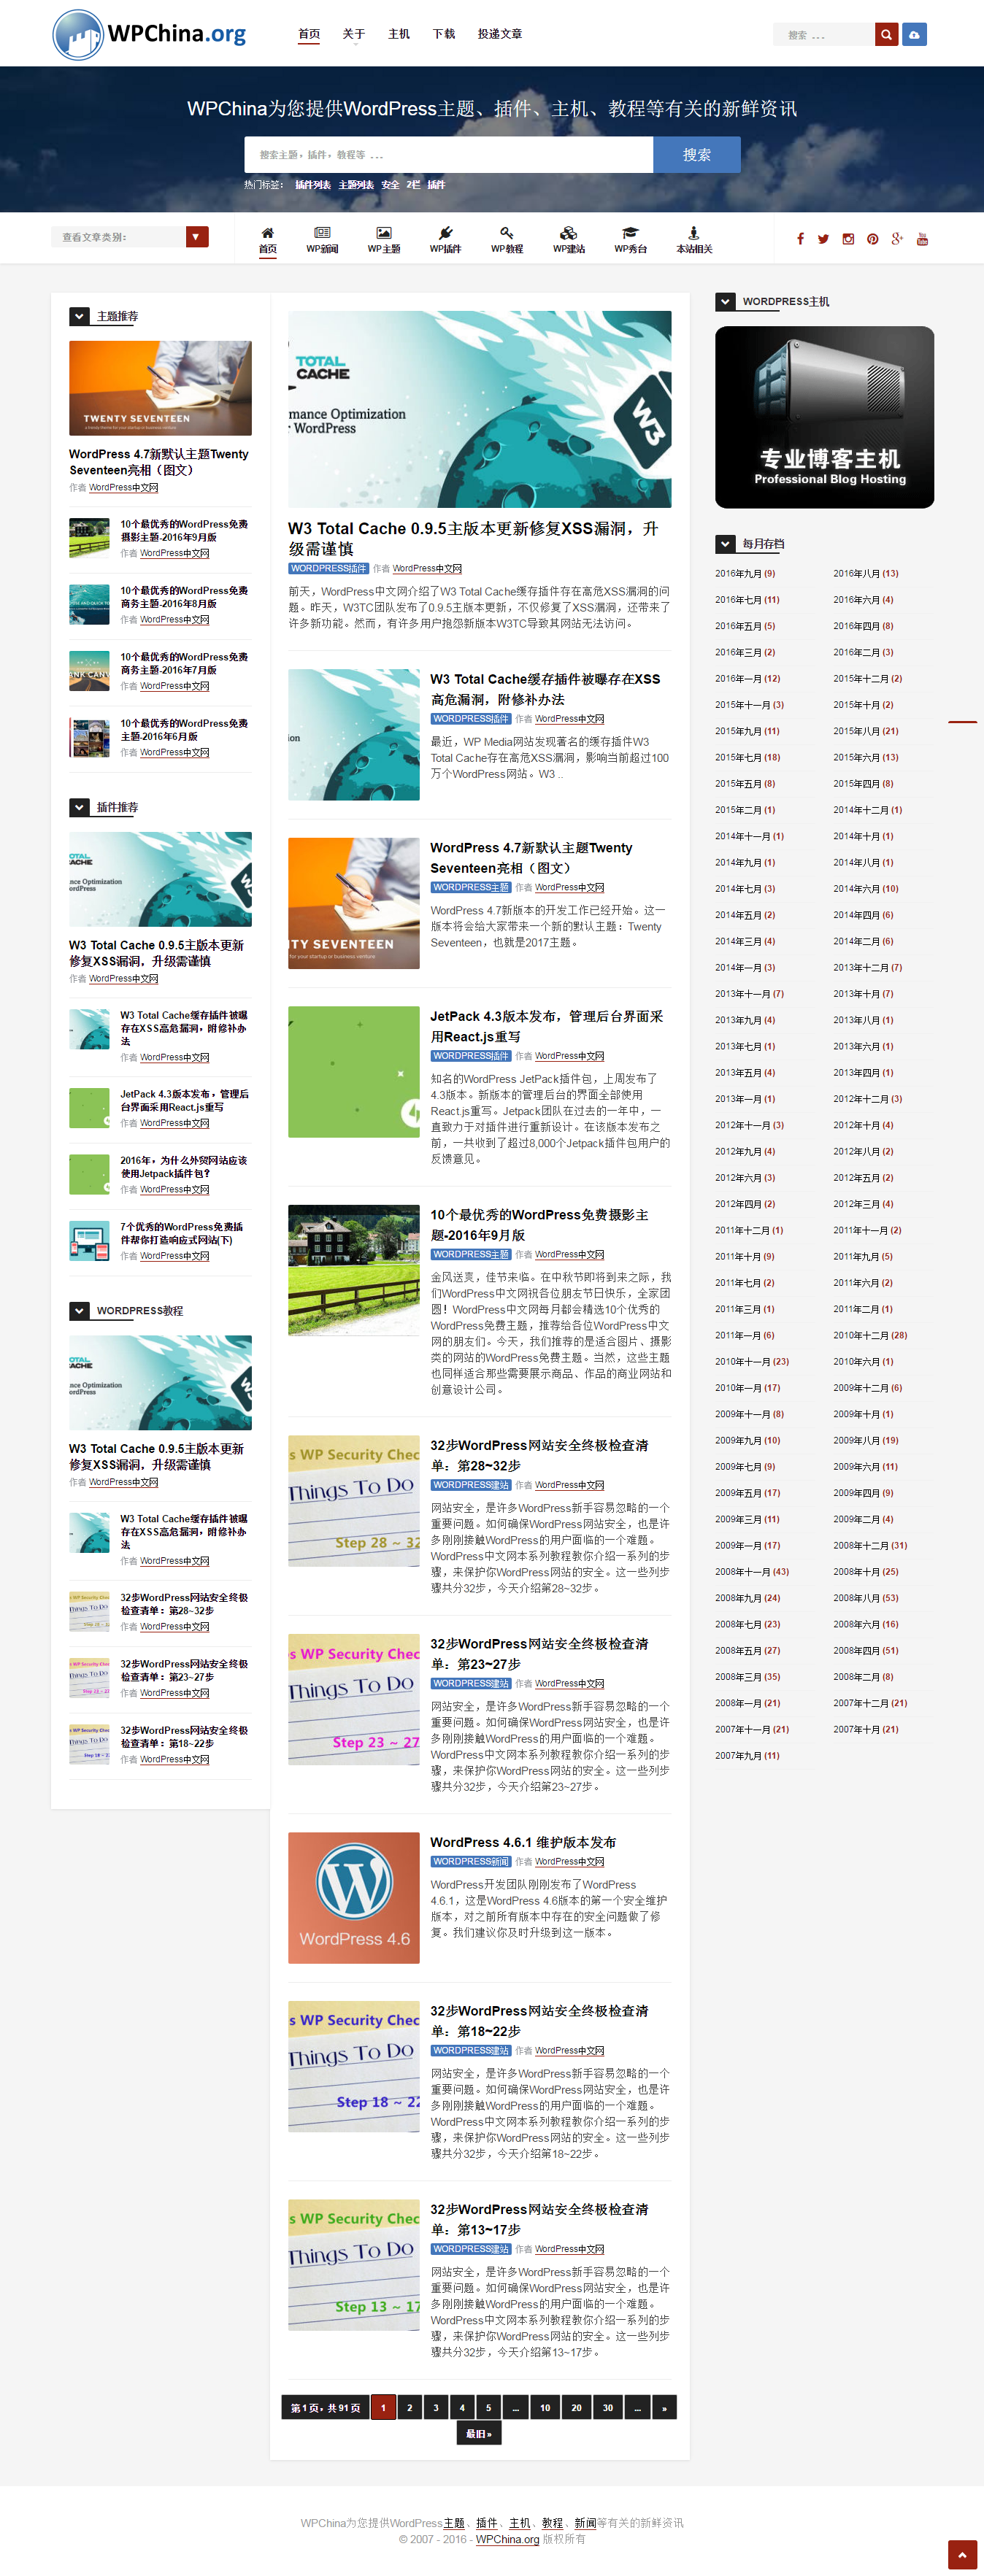 WPChina.org
首页 关于 主机 下载 投递文章
搜索 ...
WPChina为您提供WordPress主题、插件、主机、教程等有关的新鲜资讯
搜索主题，插件，教程等 ...
搜索
热门标签： 插件列表 主题列表 安全 2栏 插件
查看文章类别：
首页 WP新闻 WP主题 WP插件 WP教程 WP建站 WP秀台 本站相关
主题推荐
TWENTY SEVENTEEN
WordPress 4.7新默认主题Twenty
Seventeen亮相（图文）
作者 WordPress中文网
10个最优秀的WordPress免费
摄影主题-2016年9月版
作者 WordPress中文网
10个最优秀的WordPress免费
商务主题-2016年8月版
作者 WordPress中文网
10个最优秀的WordPress免费
商务主题-2016年7月版
作者 WordPress中文网
10个最优秀的WordPress免费
主题-2016年6月版
作者 WordPress中文网
插件推荐
TOTAL
CACHE
nance Optimization
WordPress
W3
W3 Total Cache 0.9.5主版本更新
修复XSS漏洞，升级需谨慎
作者 WordPress中文网
W3 Total Cache缓存插件被曝
存在XSS高危漏洞，附修补办
法
作者 WordPress中文网
JetPack 4.3版本发布，管理后
台界面采用React.js重写
作者 WordPress中文网
2016年，为什么外贸网站应该
使用Jetpack插件包？
作者 WordPress中文网
7个优秀的WordPress免费插
件帮你打造响应式网站(下)
作者 WordPress中文网
WORDPRESS教程
W3 Total Cache 0.9.5主版本更新
修复XSS漏洞，升级需谨慎
作者 WordPress中文网
W3 Total Cache缓存插件被曝
存在XSS高危漏洞，附修补办
法
作者 WordPress中文网
32步WordPress网站安全终极
检查清单：第28~32步
作者 WordPress中文网
32步WordPress网站安全终极
检查清单：第23~27步
作者 WordPress中文网
32步WordPress网站安全终极
检查清单：第18~22步
作者 WordPress中文网
TOTAL
CACHE
mance Optimization
r WordPress
W3
W3 Total Cache 0.9.5主版本更新修复XSS漏洞，升
级需谨慎
WORDPRESS插件 作者 WordPress中文网
前天，WordPress中文网介绍了W3 Total Cache缓存插件存在高危XSS漏洞的问
题。昨天，W3TC团队发布了0.9.5主版本更新，不仅修复了XSS漏洞，还带来了
许多新功能。然而，有许多用户抱怨新版本W3TC导致其网站无法访问。
W3 Total Cache缓存插件被曝存在XSS
高危漏洞，附修补办法
WORDPRESS插件 作者 WordPress中文网
最近，WP Media网站发现著名的缓存插件W3
Total Cache存在高危XSS漏洞，影响当前超过100
万个WordPress网站。W3 ..
WordPress 4.7新默认主题Twenty
Seventeen亮相（图文）
WORDPRESS主题 作者 WordPress中文网
WordPress 4.7新版本的开发工作已经开始。这一
版本将会给大家带来一个新的默认主题：Twenty
Seventeen，也就是2017主题。
JetPack 4.3版本发布，管理后台界面采
用React.js重写
WORDPRESS插件 作者 WordPress中文网
知名的WordPress JetPack插件包，上周发布了
4.3版本。新版本的管理后台的界面全部使用
React.js重写。Jetpack团队在过去的一年中，一
直致力于对插件进行重新设计。在该版本发布之
前，一共收到了超过8,000个Jetpack插件包用户的
反馈意见。
10个最优秀的WordPress免费摄影主
题-2016年9月版
WORDPRESS主题 作者 WordPress中文网
金风送爽，佳节来临。在中秋节即将到来之际，我
们WordPress中文网祝各位朋友节日快乐，全家团
圆！WordPress中文网每月都会精选10个优秀的
WordPress免费主题，推荐给各位WordPress中文
网的朋友们。今天，我们推荐的是适合图片、摄影
类的网站的WordPress免费主题。当然，这些主题
也同样适合那些需要展示商品、作品的商业网站和
创意设计公司。
s WP Security Chec
Things To Do
Step 28 ~ 32
32步WordPress网站安全终极检查清
单：第28~32步
WORDPRESS建站 作者 WordPress中文网
网站安全，是许多WordPress新手容易忽略的一个
重要问题。如何确保WordPress网站安全，也是许
多刚刚接触WordPress的用户面临的一个难题。
WordPress中文网本系列教程教你介绍一系列的步
骤，来保护你WordPress网站的安全。这一些列步
骤共分32步，今天介绍第28~32步。
s WP Security Chec
Things To Do
Step 23 ~ 27
32步WordPress网站安全终极检查清
单：第23~27步
WORDPRESS建站 作者 WordPress中文网
网站安全，是许多WordPress新手容易忽略的一个
重要问题。如何确保WordPress网站安全，也是许
多刚刚接触WordPress的用户面临的一个难题。
WordPress中文网本系列教程教你介绍一系列的步
骤，来保护你WordPress网站的安全。这一些列步
骤共分32步，今天介绍第23~27步。
WordPress 4.6
WordPress 4.6.1 维护版本发布
WORDPRESS新闻 作者 WordPress中文网
WordPress开发团队刚刚发布了WordPress
4.6.1，这是WordPress 4.6版本的第一个安全维护
版本，对之前所有版本中存在的安全问题做了修
复。我们建议你及时升级到这一版本。
s WP Security Chec
Things To Do
Step 18 ~ 22
32步WordPress网站安全终极检查清
单：第18~22步
WORDPRESS建站 作者 WordPress中文网
网站安全，是许多WordPress新手容易忽略的一个
重要问题。如何确保WordPress网站安全，也是许
多刚刚接触WordPress的用户面临的一个难题。
WordPress中文网本系列教程教你介绍一系列的步
骤，来保护你WordPress网站的安全。这一些列步
骤共分32步，今天介绍第18~22步。
s WP Security Chec
Things To Do
Step 13 ~ 17
32步WordPress网站安全终极检查清
单：第13~17步
WORDPRESS建站 作者 WordPress中文网
网站安全，是许多WordPress新手容易忽略的一个
重要问题。如何确保WordPress网站安全，也是许
多刚刚接触WordPress的用户面临的一个难题。
WordPress中文网本系列教程教你介绍一系列的步
骤，来保护你WordPress网站的安全。这一些列步
骤共分32步，今天介绍第13~17步。
第 1 页，共 91 页 1 2 3 4 5 ... 10 20 30 ... »
最旧 »
WORDPRESS主机
专业博客主机
Professional Blog Hosting
每月存档
2016年九月 (9) 2016年八月 (13)
2016年七月 (11) 2016年六月 (4)
2016年五月 (5) 2016年四月 (8)
2016年三月 (2) 2016年二月 (3)
2016年一月 (12) 2015年十二月 (2)
2015年十一月 (3) 2015年十月 (2)
2015年九月 (11) 2015年八月 (21)
2015年七月 (18) 2015年六月 (13)
2015年五月 (8) 2015年四月 (8)
2015年二月 (1) 2014年十二月 (1)
2014年十一月 (1) 2014年十月 (1)
2014年九月 (1) 2014年八月 (1)
2014年七月 (3) 2014年六月 (10)
2014年五月 (2) 2014年四月 (6)
2014年三月 (4) 2014年二月 (6)
2014年一月 (3) 2013年十二月 (7)
2013年十一月 (7) 2013年十月 (7)
2013年九月 (4) 2013年八月 (1)
2013年七月 (1) 2013年六月 (1)
2013年五月 (4) 2013年四月 (1)
2013年一月 (1) 2012年十二月 (3)
2012年十一月 (3) 2012年十月 (4)
2012年九月 (4) 2012年八月 (2)
2012年六月 (3) 2012年五月 (2)
2012年四月 (2) 2012年三月 (4)
2011年十二月 (1) 2011年十一月 (2)
2011年十月 (9) 2011年九月 (5)
2011年七月 (2) 2011年六月 (2)
2011年三月 (1) 2011年二月 (1)
2011年一月 (6) 2010年十二月 (28)
2010年十一月 (23) 2010年六月 (1)
2010年一月 (17) 2009年十二月 (6)
2009年十一月 (8) 2009年十月 (1)
2009年九月 (10) 2009年八月 (19)
2009年七月 (9) 2009年六月 (11)
2009年五月 (17) 2009年四月 (9)
2009年三月 (11) 2009年二月 (4)
2009年一月 (17) 2008年十二月 (31)
2008年十一月 (43) 2008年十月 (25)
2008年九月 (24) 2008年八月 (53)
2008年七月 (23) 2008年六月 (16)
2008年五月 (27) 2008年四月 (51)
2008年三月 (35) 2008年二月 (8)
2008年一月 (21) 2007年十二月 (21)
2007年十一月 (21) 2007年十月 (21)
2007年九月 (11)
WPChina为您提供WordPress主题、插件、主机、教程、新闻等有关的新鲜资讯
© 2007 - 2016 - WPChina.org 版权所有